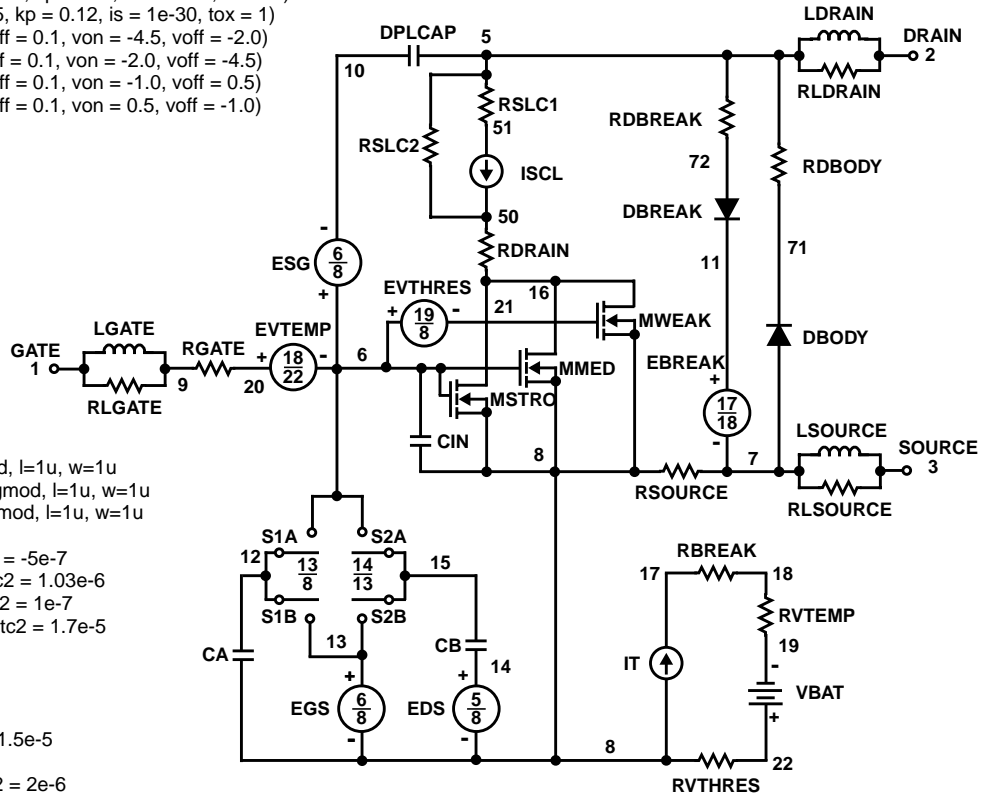 5, kp = 0.12, is = 1e-30, tox = 1)
ff = 0.1, von = -4.5, voff = -2.0)
f = 0.1, von = -2.0, voff = -4.5)
ff = 0.1, von = -1.0, voff = 0.5)
ff = 0.1, von = 0.5, voff = -1.0)
DPLCAP
5
10
LDRAIN
DRAIN
2
RLDRAIN
RSLC1
51
RSLC2
ISCL
50
RDRAIN
RDBREAK
72
RDBODY
DBREAK
71
11
ESG
-
6
8
+
EVTHRES
+
19
8
-
21
16
MWEAK
LGATE
GATE
1
RLGATE
9
RGATE
20
EVTEMP
+
18
22
-
6
MMED
MSTRO
DBODY
EBREAK
+
17
18
-
CIN
8
RSOURCE
7
LSOURCE
SOURCE
3
RLSOURCE
d, l=1u, w=1u
gmod, l=1u, w=1u
mod, l=1u, w=1u
= -5e-7
c2 = 1.03e-6
2 = 1e-7
tc2 = 1.7e-5
1.5e-5
2 = 2e-6
S1A
S2A
12
13
8
14
13
15
S1B
S2B
13
CA
CB
14
+
EGS
6
8
-
+
EDS
5
8
-
8
RBREAK
17
18
RVTEMP
19
IT
-
VBAT
+
22
RVTHRES